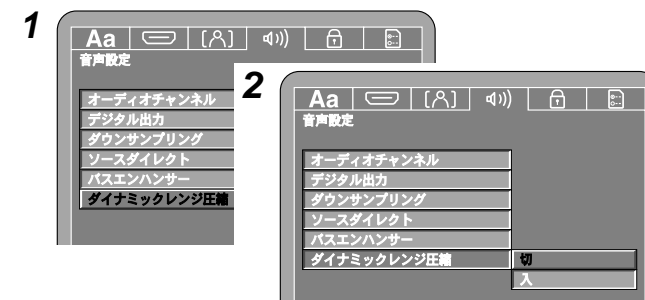 1
Aa
音声設定
オーディオチャンネル
デジタル出力
ダウンサンプリング
ソースダイレクト
バスエンハンサー
ダイナミックレンジ圧縮
2
Aa
音声設定
オーディオチャンネル
デジタル出力
ダウンサンプリング
ソースダイレクト
バスエンハンサー
ダイナミックレンジ圧縮
切
入